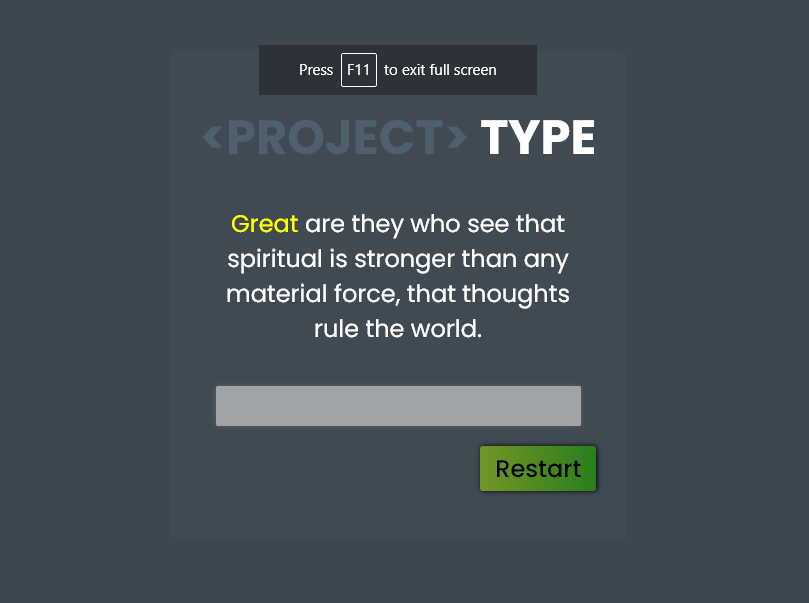 Press F11 to exit full screen
<PROJECT> TYPE
Great are they who see that
spiritual is stronger than any
material force, that thoughts
rule the world.
Restart